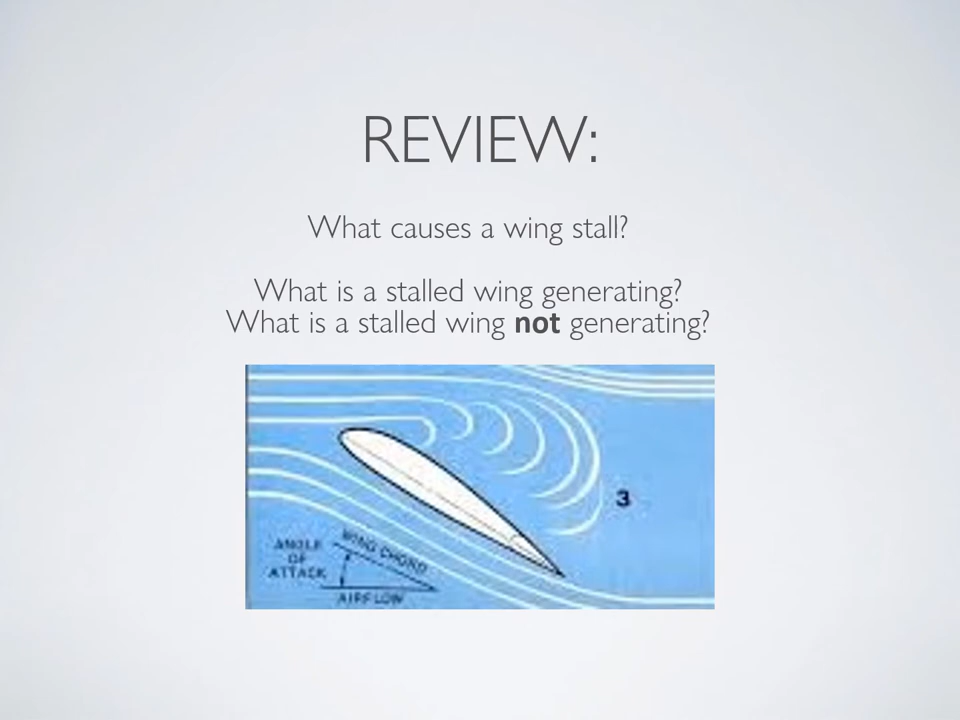 REVIEW:
What causes a wing stall?
What is a stalled wing generating?
What is a stalled wing not generating?
3
ANGLE
OF
ATTACK
WING CHORD
AIRFLOW